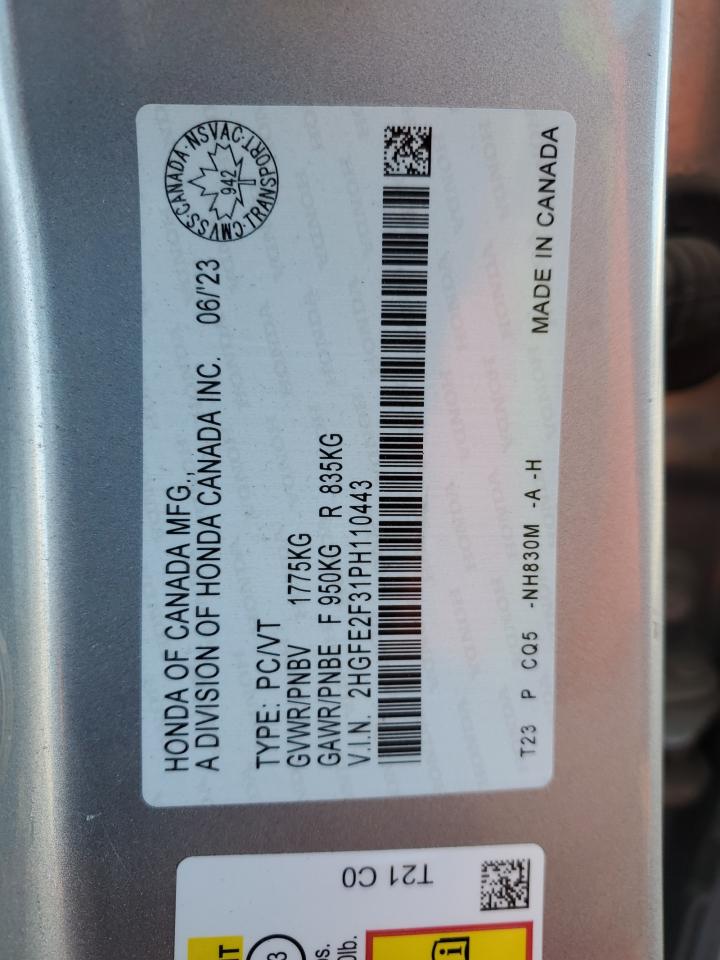 HONDA OF CANADA MFG.,
A DIVISION OF HONDA CANADA INC. 06/'23
CMVSS·CANADA·NSVAC·TRANSPORT
942
TYPE: PC/VT
GVWR/PNBV 1775KG
GAWR/PNBE F 950KG R 835KG
V.I.N. 2HGFE2F31PH110443
T23 P CQ5 -NH830M -A -H MADE IN CANADA
T21 C0